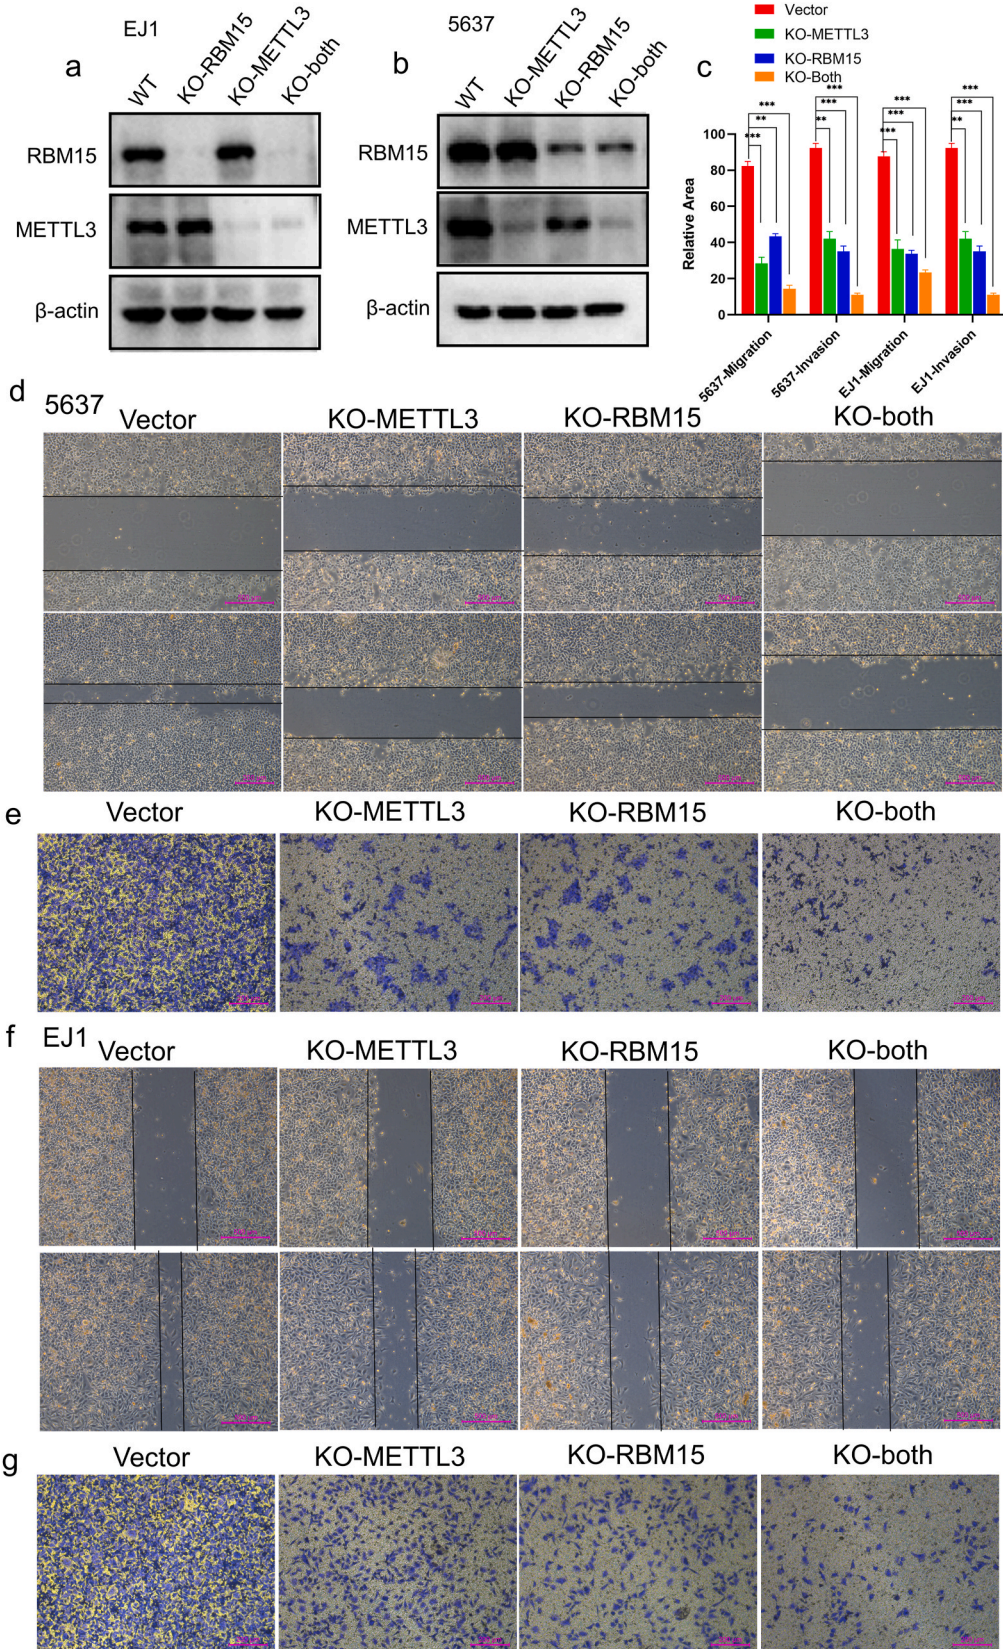 EJ1
a
WT
KO-RBM15
KO-METTL3
KO-both
RBM15
METTL3
β-actin
5637
b
WT
KO-METTL3
KO-RBM15
KO-both
RBM15
METTL3
β-actin
c
Vector
KO-METTL3
KO-RBM15
KO-Both
Relative Area
100
80
60
40
20
0
***
**
***
***
***
**
***
***
***
***
***
**
5637-Migration
5637-Invasion
EJ1-Migration
EJ1-Invasion
d
5637
Vector
KO-METTL3
KO-RBM15
KO-both
e
Vector
KO-METTL3
KO-RBM15
KO-both
f
EJ1
Vector
KO-METTL3
KO-RBM15
KO-both
g
Vector
KO-METTL3
KO-RBM15
KO-both